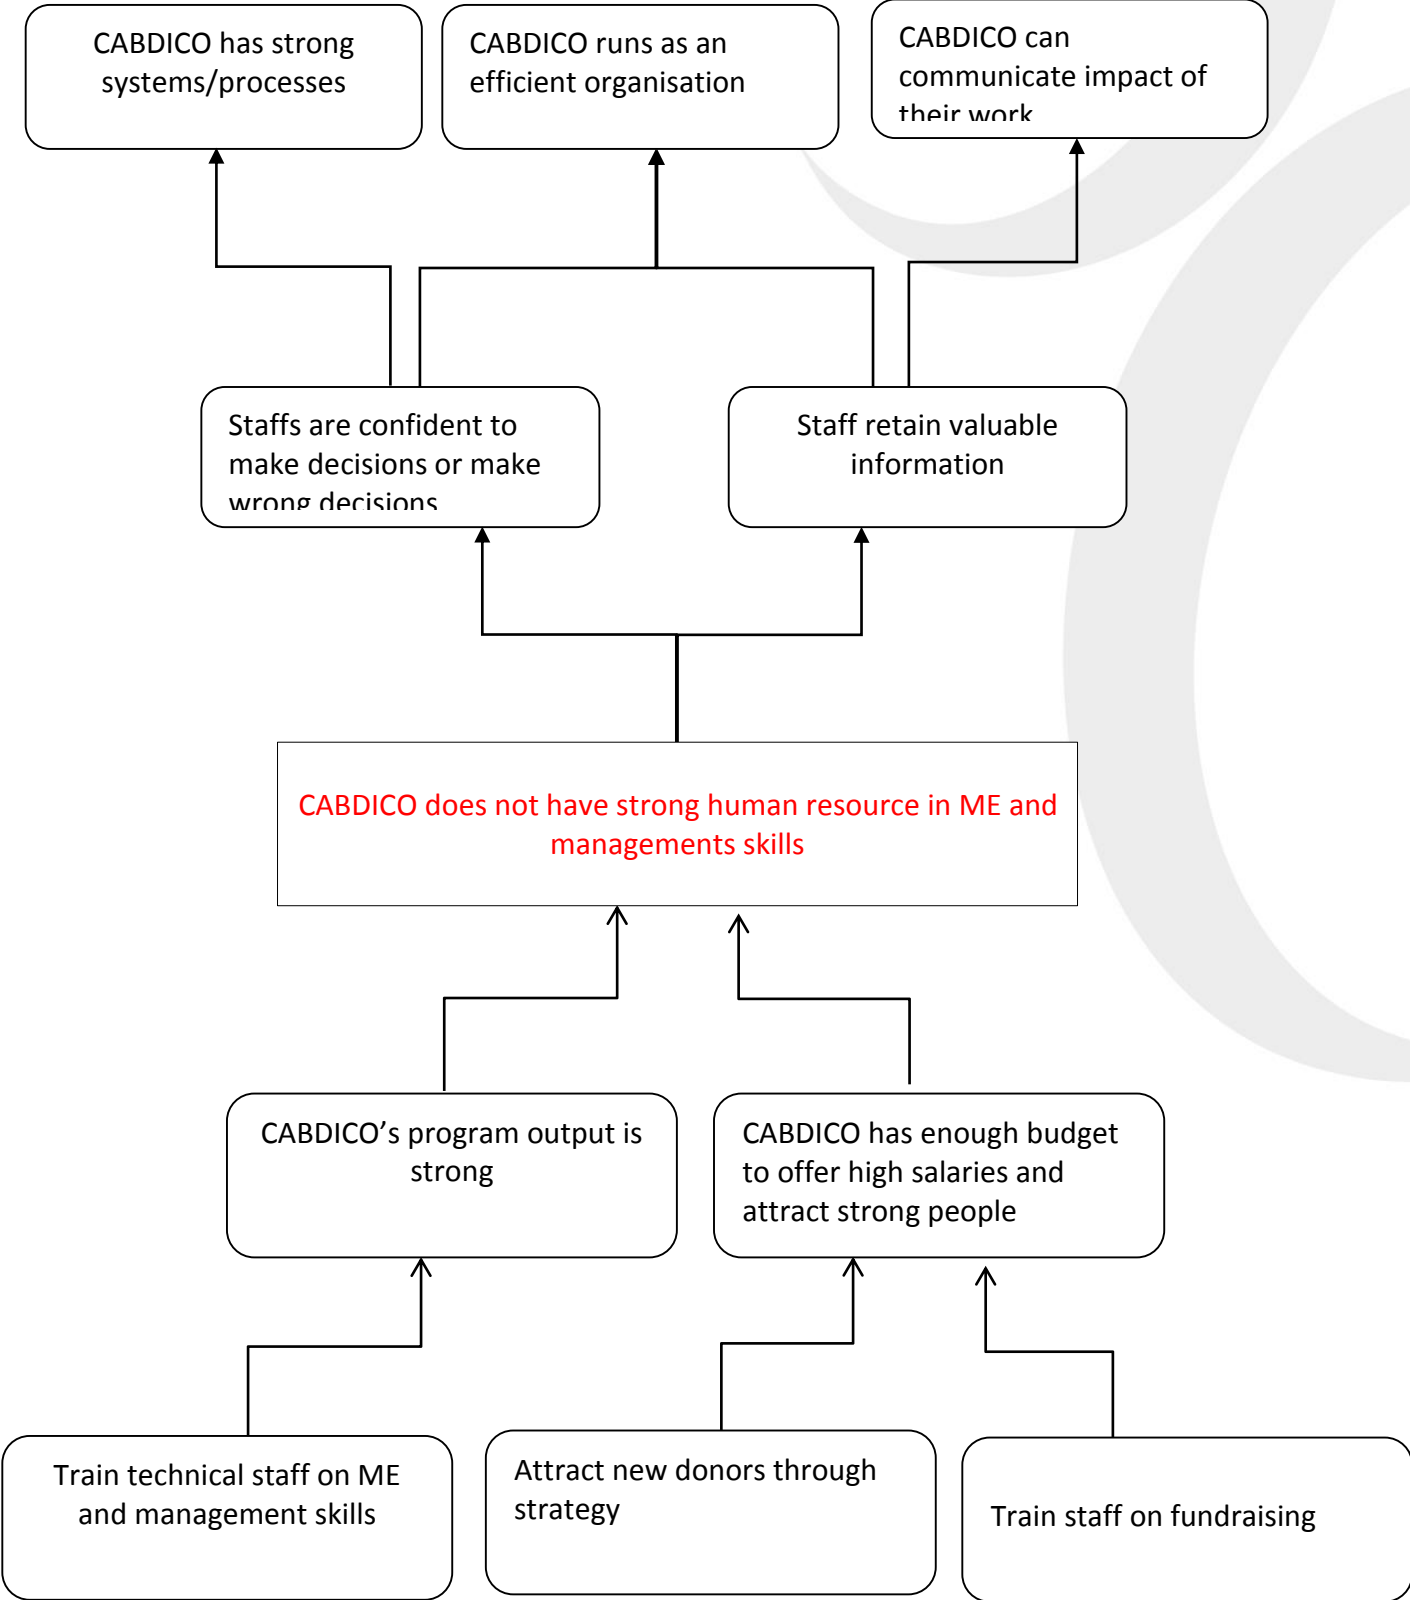 CABDICO has strong
systems/processes
CABDICO runs as an
efficient organisation
CABDICO can
communicate impact of
their work
Staffs are confident to
make decisions or make
wrong decisions
Staff retain valuable
information
CABDICO does not have strong human resource in ME and
managements skills
CABDICO’s program output is
strong
CABDICO has enough budget
to offer high salaries and
attract strong people
Train technical staff on ME
and management skills
Attract new donors through
strategy
Train staff on fundraising